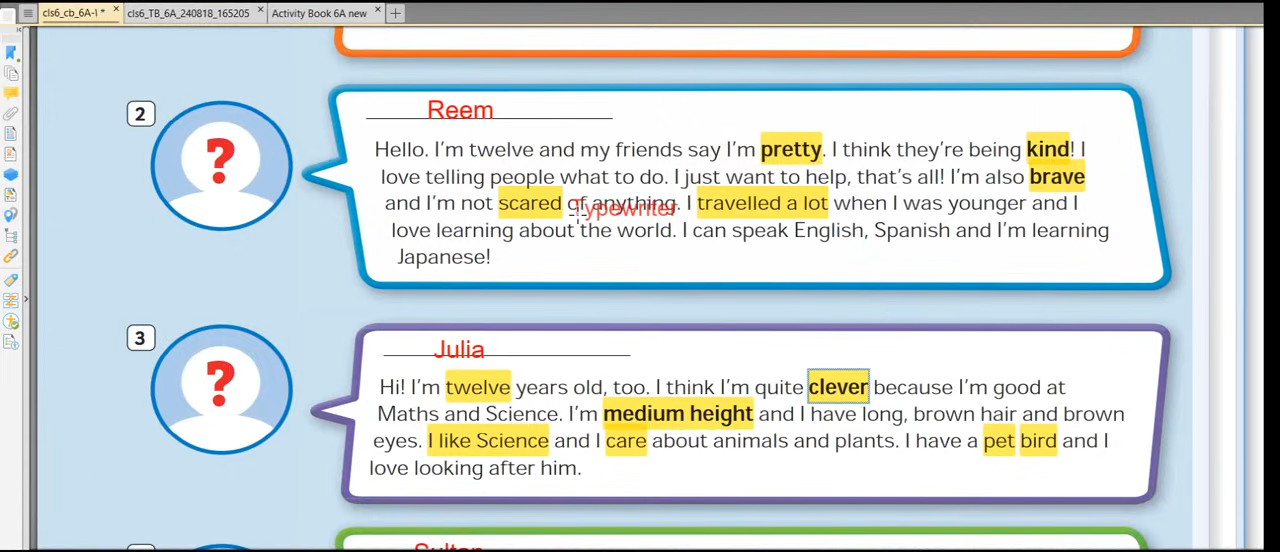 cls6_cb_6A-\ * × cls6_TB_6A_240818_165205 × Activity Book 6A new × +
2
Reem
Hello. I'm twelve and my friends say I'm pretty. I think they're being kind! I
love telling people what to do. I just want to help, that's all! I'm also brave
and I'm not scared of anything. I travelled a lot when I was younger and I
Typewriter
love learning about the world. I can speak English, Spanish and I'm learning
Japanese!
?
3
Julia
Hi! I'm twelve years old, too. I think I'm quite clever because I'm good at
Maths and Science. I'm medium height and I have long, brown hair and brown
eyes. I like Science and I care about animals and plants. I have a pet bird and I
love looking after him.
?
Sultan